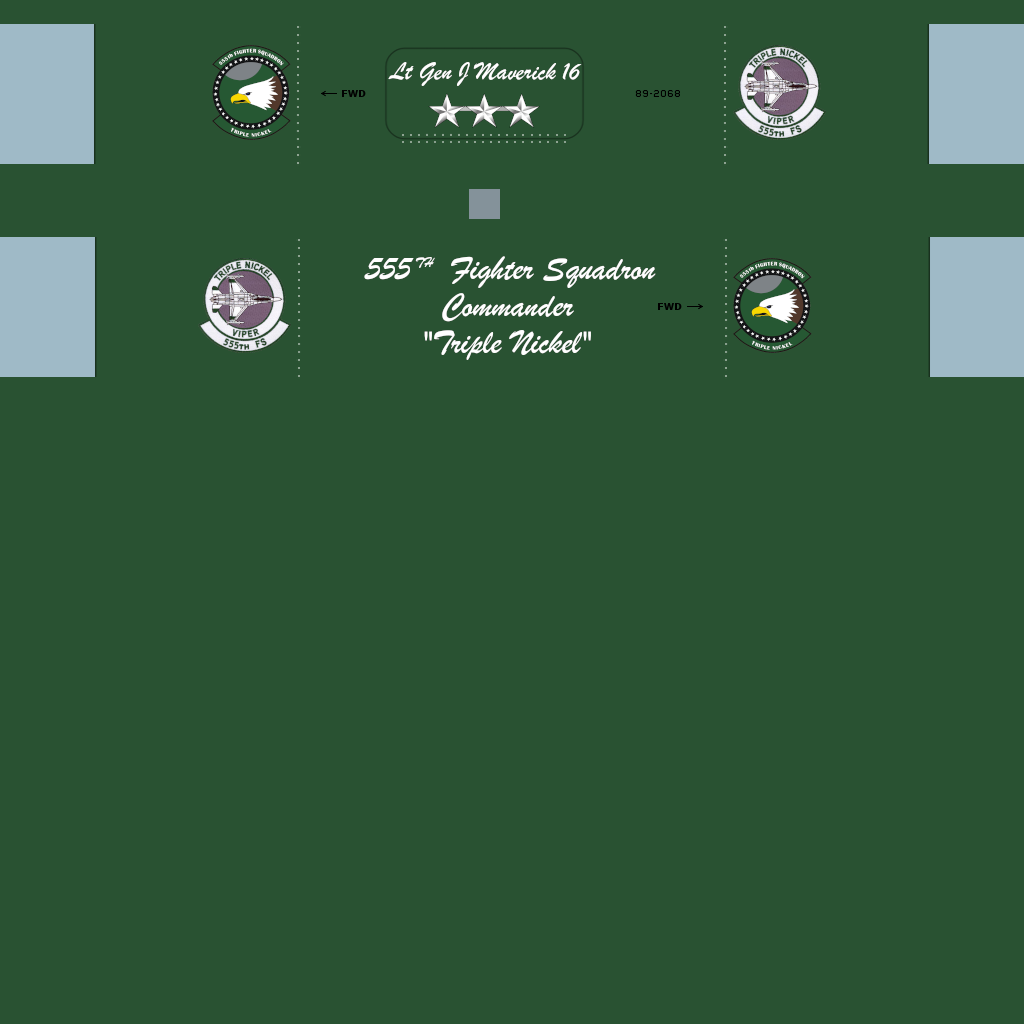 555th FIGHTER SQUADRON
TRIPLE NICKEL
← FWD
Lt Gen J Maverick 16
89-2068
TRIPLE NICKEL
VIPER
555TH FS
TRIPLE NICKEL
VIPER
555TH FS
555TH Fighter Squadron
Commander
"Triple Nickel"
FWD →
555th FIGHTER SQUADRON
TRIPLE NICKEL